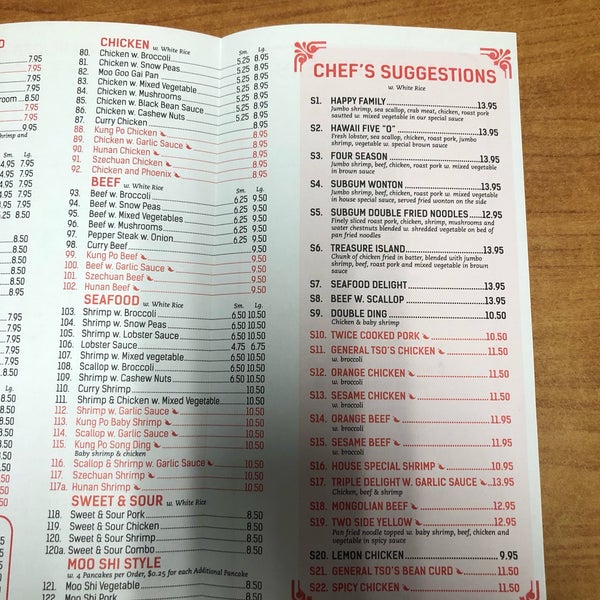 D
7.95
7.95
7.95
7.95
7.95
8.50
9.95
Shrimp and
Sm. Lg.
CHICKEN w. White Rice
Sm. Lg.
80. Chicken w. Broccoli 5.25 8.95
81. Chicken w. Snow Peas 5.25 8.95
82. Moo Goo Gai Pan 5.25 8.95
83. Chicken w. Mixed Vegetable 5.25 8.95
84. Chicken w. Mushrooms 5.25 8.95
85. Chicken w. Black Bean Sauce 5.25 8.95
86. Chicken w. Cashew Nuts 5.25 8.95
87. Curry Chicken 8.95
88. Kung Po Chicken 8.95
89. Chicken w. Garlic Sauce 8.95
90. Hunan Chicken 8.95
91. Szechuan Chicken 8.95
92. Chicken and Phoenix 8.95
BEEF w. White Rice
Sm. Lg.
93. Beef w. Broccoli 6.25 9.50
94. Beef w. Snow Peas 6.25 9.50
95. Beef w. Mixed Vegetables 6.25 9.50
96. Beef w. Mushrooms 6.25 9.50
97. Pepper Steak w. Onion 6.25 9.50
98. Curry Beef 9.50
99. Kung Po Beef 9.50
100. Beef w. Garlic Sauce 9.50
101. Szechuan Beef 9.50
102. Hunan Beef 9.50
SEAFOOD w. White Rice
Sm. Lg.
103. Shrimp w. Broccoli 6.50 10.50
104. Shrimp w. Snow Peas 6.50 10.50
105. Shrimp w. Lobster Sauce 6.50 10.50
106. Lobster Sauce 4.75 6.75
107. Shrimp w. Mixed vegetable 6.50 10.50
108. Scallop w. Broccoli 10.50
109. Shrimp w. Cashew Nuts 6.50 10.50
110. Curry Shrimp 10.50
111. Shrimp & Chicken w. Mixed Vegetable 10.50
112. Shrimp w. Garlic Sauce 10.50
113. Kung Po Baby Shrimp 10.50
114. Scallop w. Garlic Sauce 10.50
115. Kung Po Song Ding 10.50
Baby shrimp & chicken
116. Scallop & Shrimp w. Garlic Sauce 10.50
117. Szechuan Shrimp 10.50
117a. Hunan Shrimp 10.50
SWEET & SOUR w. White Rice
118. Sweet & Sour Pork 8.50
119. Sweet & Sour Chicken 8.50
120. Sweet & Sour Shrimp 8.50
120a. Sweet & Sour Combo 8.50
MOO SHI STYLE
w. 4 Pancakes per Order, $0.25 for each Additional Pancake
121. Moo Shi Vegetable 8.50
122. Moo Shi Pork 8.50
CHEF'S SUGGESTIONS
w. White Rice
S1. HAPPY FAMILY 13.95
Jumbo shrimp, sea scallop, crab meat, chicken, roast pork
sautted w. mixed vegetable in our special sauce
S2. HAWAII FIVE "O" 13.95
Fresh lobster, sea scallop, chicken, roast pork, jumbo
shrimp, vegetable w. special brown sauce
S3. FOUR SEASON 13.95
Jumbo shrimp, beef, chicken, roast pork w. mixed vegetable
in brown sauce
S4. SUBGUM WONTON 13.95
Jumbo shrimp, beef, chicken, roast pork w. mixed vegetable
in house special sauce, served fried wonton on the side
S5. SUBGUM DOUBLE FRIED NOODLES 12.95
Finely sliced roast pork, chicken, shrimp, mushrooms and
water chestnuts blended w. shredded vegetable on bed of
pan fried noodles
S6. TREASURE ISLAND 13.95
Chunk of chicken fried in batter, blended with jumbo
shrimp, beef, roast pork and mixed vegetable in brown
sauce
S7. SEAFOOD DELIGHT 13.95
S8. BEEF W. SCALLOP 13.95
S9. DOUBLE DING 10.50
Chicken & baby shrimp
S10. TWICE COOKED PORK 10.50
S11. GENERAL TSO'S CHICKEN 11.50
w. broccoli
S12. ORANGE CHICKEN 11.50
w. broccoli
S13. SESAME CHICKEN 11.50
w. broccoli
S14. ORANGE BEEF 11.95
w. broccoli
S15. SESAME BEEF 11.95
w. broccoli
S16. HOUSE SPECIAL SHRIMP 10.95
S17. TRIPLE DELIGHT W. GARLIC SAUCE 13.95
Chicken, beef & shrimp
S18. MONGOLIAN BEEF 12.95
S19. TWO SIDE YELLOW 12.95
Pan fried noodle topped w. baby shrimp, beef, chicken and
vegetable in spicy sauce
S20. LEMON CHICKEN 9.95
S21. GENERAL TSO'S BEAN CURD 11.50
S22. SPICY CHICKEN 11.50